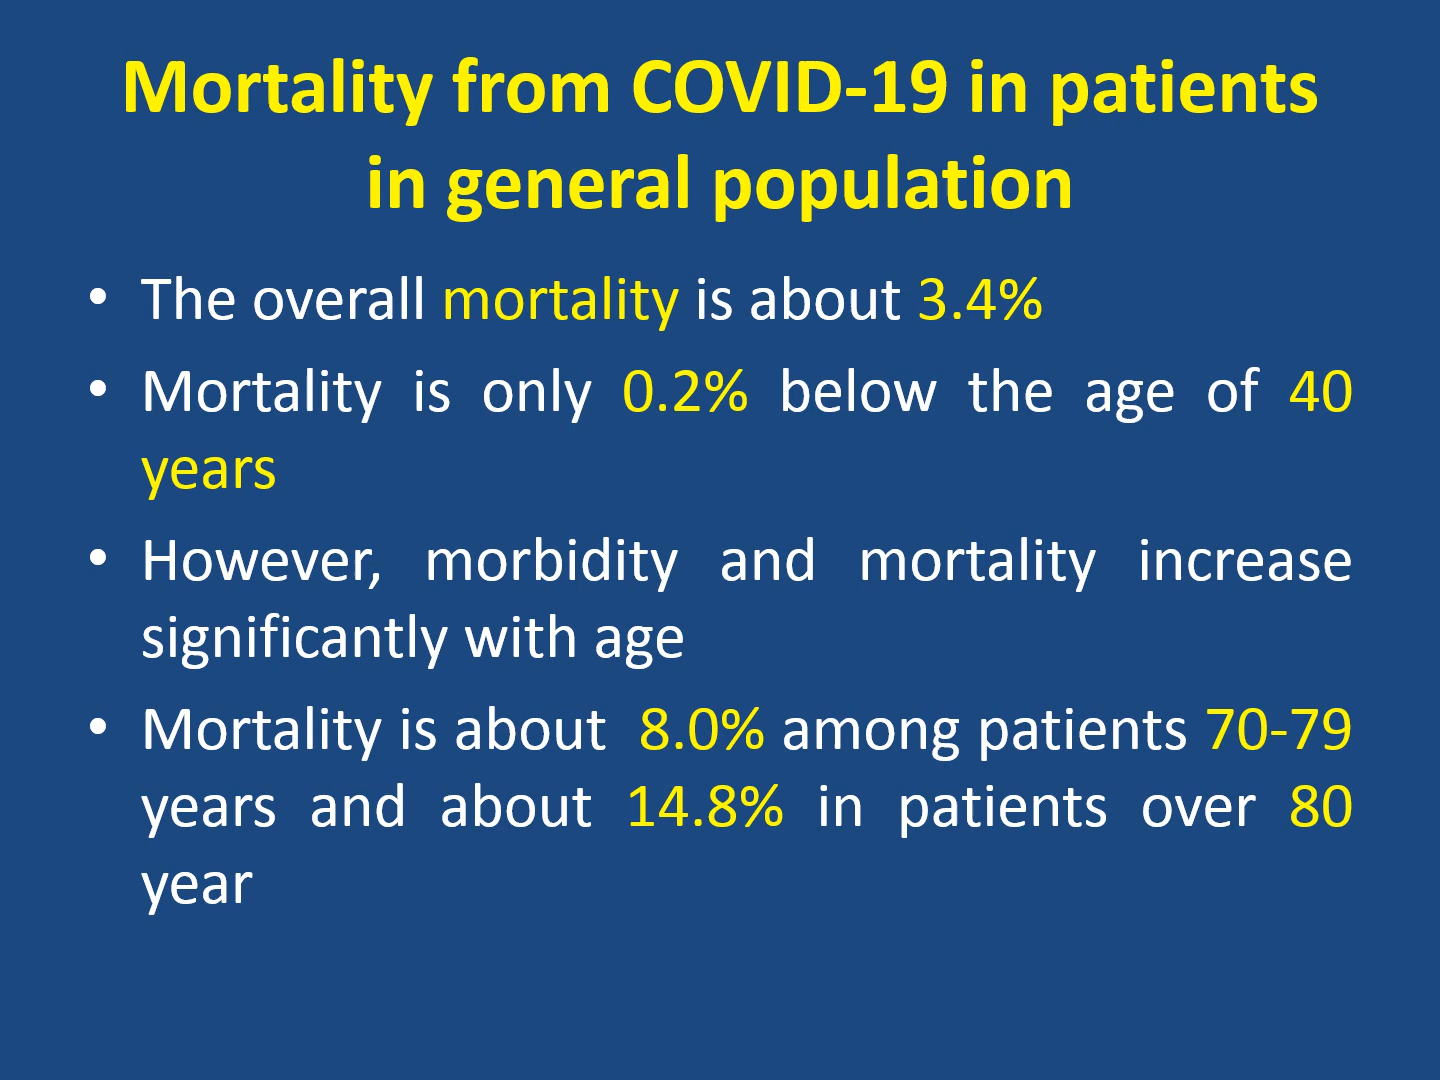 Mortality from COVID-19 in patients
in general population
• The overall mortality is about 3.4%
• Mortality is only 0.2% below the age of 40
years
• However, morbidity and mortality increase
significantly with age
• Mortality is about 8.0% among patients 70-79
years and about 14.8% in patients over 80
year